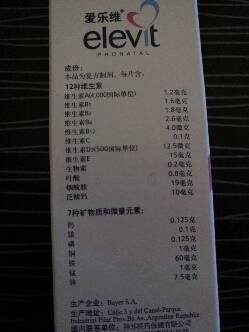 爱乐维
elevit
PRONATAL
成份:
本品为复方制剂，每片含:
12种维生素
维生素A(4,000国际单位) 1.2毫克
维生素B₁ 1.6毫克
维生素B₂ 1.8毫克
维生素B₆ 2.6毫克
维生素B₁₂ 4.0微克
维生素C 0.1克
维生素D₃(500国际单位) 12.5微克
维生素E 15毫克
生物素 0.2毫克
叶酸 0.8毫克
烟酰胺 19毫克
泛酸钙 10毫克
7种矿物质和微量元素:
钙 0.125克
镁 0.1克
磷 0.125克
铜 1毫克
铁 60毫克
锰 1毫克
锌 7.5毫克
生产企业: Bayer S.A.
生产地址: Calle 3 y del Canal-Parque
Industrial Pilar Prov.Bs As.,Argentina Republic